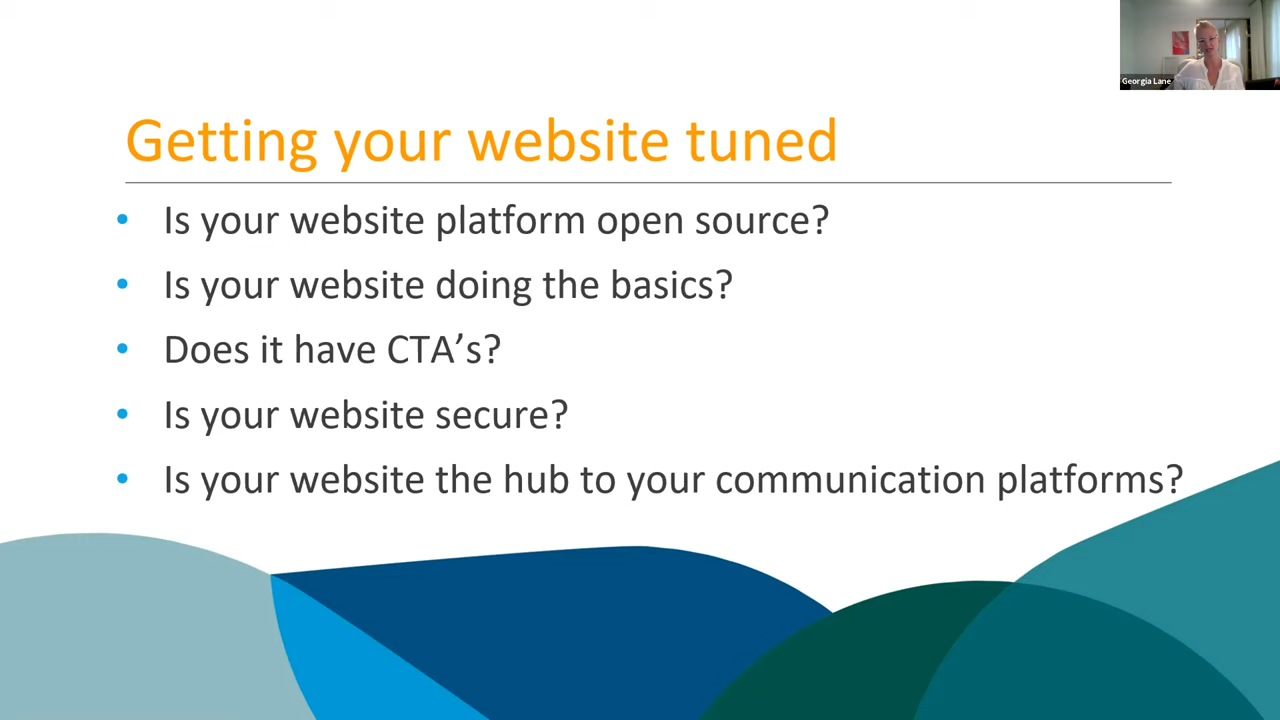 Georgia Lane
Getting your website tuned
• Is your website platform open source?
• Is your website doing the basics?
• Does it have CTA’s?
• Is your website secure?
• Is your website the hub to your communication platforms?